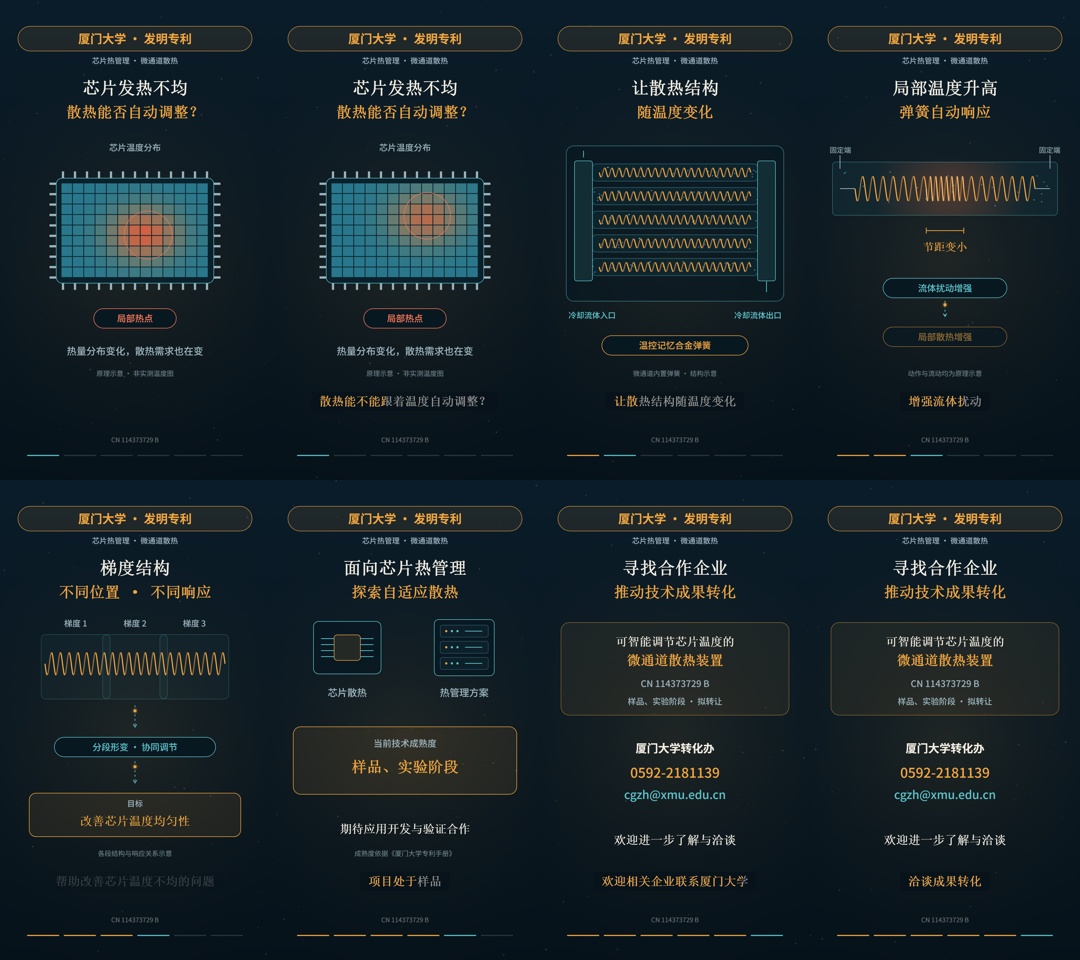 厦门大学 · 发明专利
芯片热管理 · 微通道散热
芯片发热不均
散热能否自动调整？
芯片温度分布
局部热点
热量分布变化，散热需求也在变
原理示意 · 非实测温度图
CN 114373729 B
厦门大学 · 发明专利
芯片热管理 · 微通道散热
芯片发热不均
散热能否自动调整？
芯片温度分布
局部热点
热量分布变化，散热需求也在变
原理示意 · 非实测温度图
散热能不能跟着温度自动调整？
CN 114373729 B
厦门大学 · 发明专利
芯片热管理 · 微通道散热
让散热结构
随温度变化
冷却流体入口
冷却流体出口
温控记忆合金弹簧
微通道内置弹簧 · 结构示意
让散热结构随温度变化
CN 114373729 B
厦门大学 · 发明专利
芯片热管理 · 微通道散热
局部温度升高
弹簧自动响应
固定端
固定端
节距变小
流体扰动增强
局部散热增强
动作与流动均为原理示意
增强流体扰动
CN 114373729 B
厦门大学 · 发明专利
芯片热管理 · 微通道散热
梯度结构
不同位置 · 不同响应
梯度 1
梯度 2
梯度 3
分段形变 · 协同调节
目标
改善芯片温度均匀性
各段结构与响应关系示意
帮助改善芯片温度不均的问题
CN 114373729 B
厦门大学 · 发明专利
芯片热管理 · 微通道散热
面向芯片热管理
探索自适应散热
芯片散热
热管理方案
当前技术成熟度
样品、实验阶段
期待应用开发与验证合作
成熟度依据《厦门大学专利手册》
项目处于样品
CN 114373729 B
厦门大学 · 发明专利
芯片热管理 · 微通道散热
寻找合作企业
推动技术成果转化
可智能调节芯片温度的
微通道散热装置
CN 114373729 B
样品、实验阶段 · 拟转让
厦门大学转化办
0592-2181139
cgzh@xmu.edu.cn
欢迎进一步了解与洽谈
欢迎相关企业联系厦门大学
CN 114373729 B
厦门大学 · 发明专利
芯片热管理 · 微通道散热
寻找合作企业
推动技术成果转化
可智能调节芯片温度的
微通道散热装置
CN 114373729 B
样品、实验阶段 · 拟转让
厦门大学转化办
0592-2181139
cgzh@xmu.edu.cn
欢迎进一步了解与洽谈
洽谈成果转化
CN 114373729 B